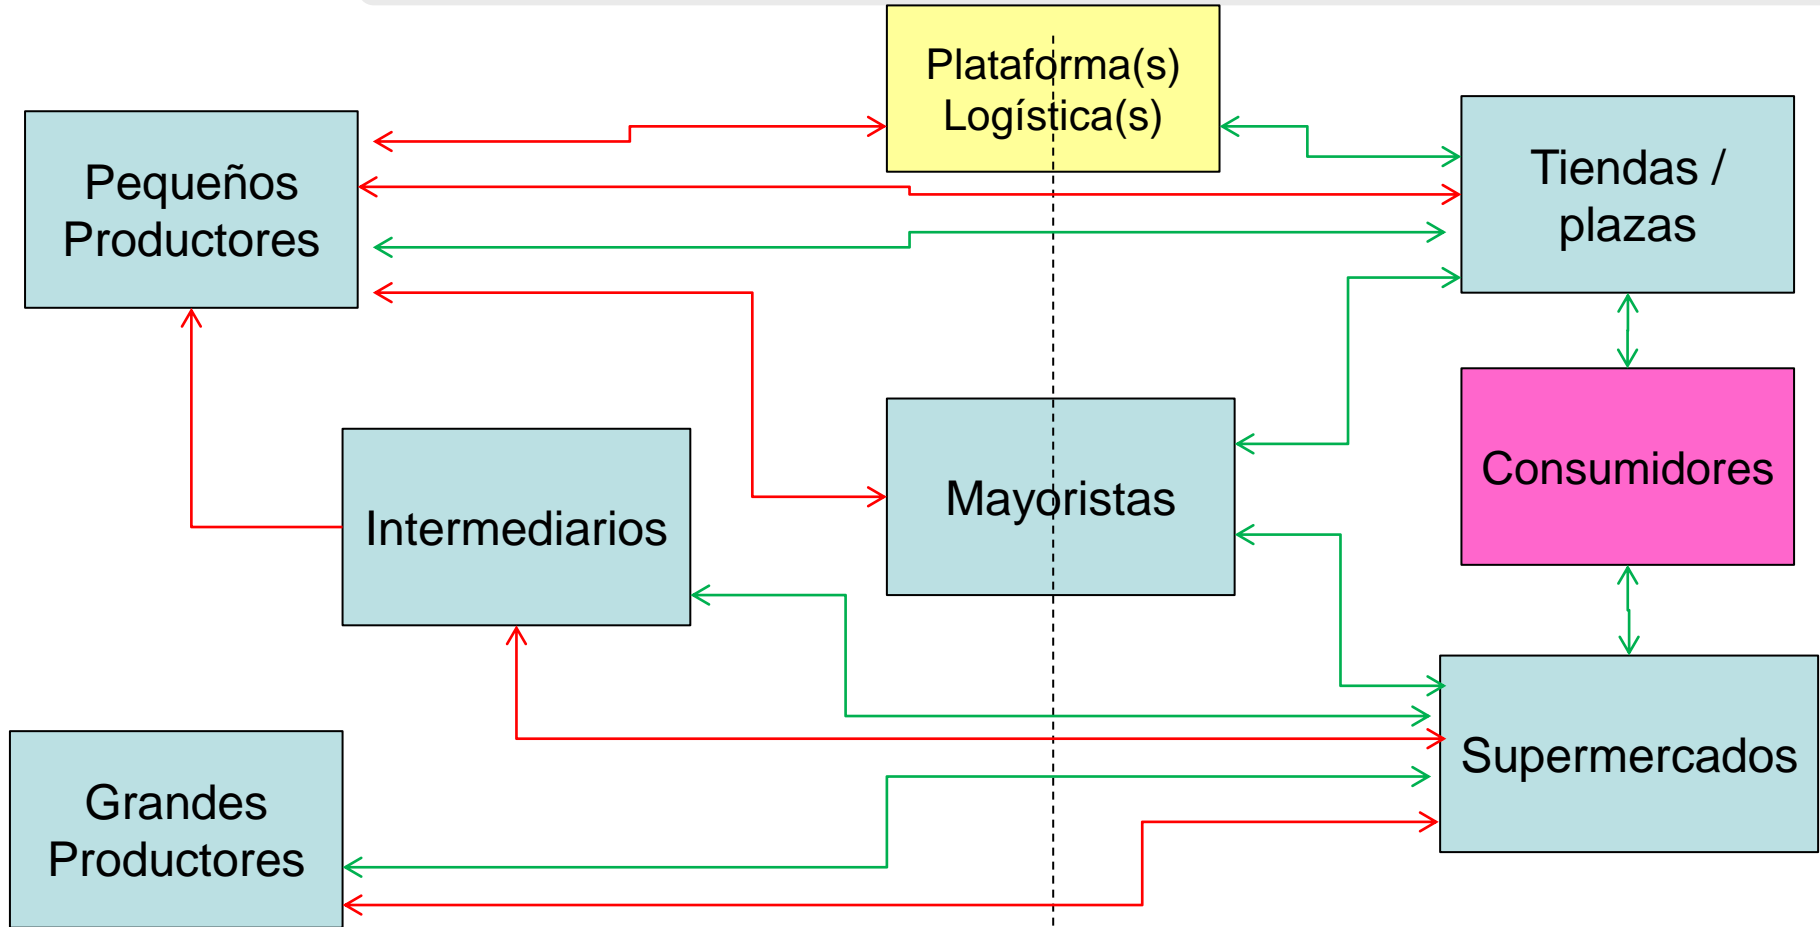 Plataforma(s)
Logística(s)
Pequeños
Productores
Tiendas /
plazas
Intermediarios
Mayoristas
Consumidores
Grandes
Productores
Supermercados